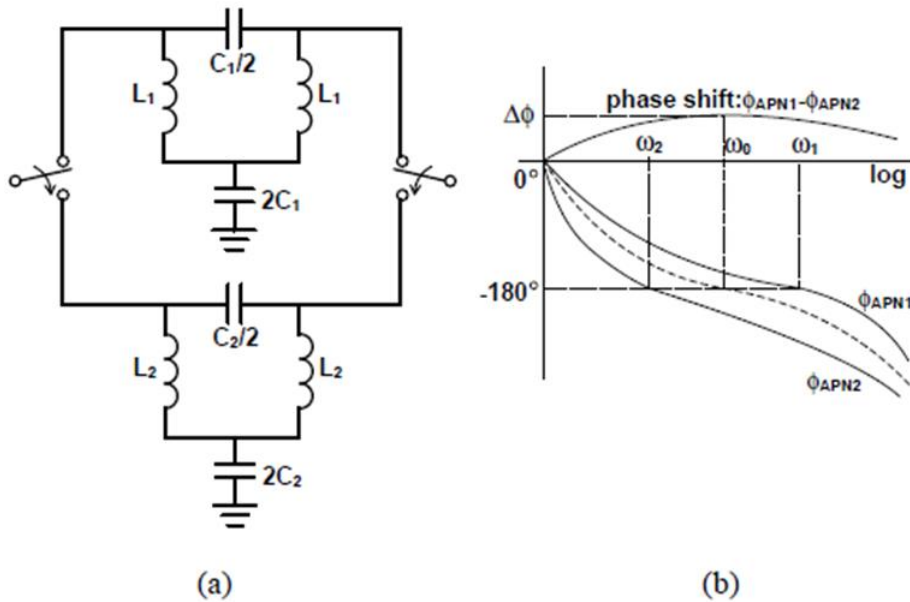 C₁/2
L₁
L₁
2C₁
C₂/2
L₂
L₂
2C₂
(a)
phase shift:ϕAPN1-ϕAPN2
Δϕ
ω₂
ω₀
ω₁
0°
log
-180°
ϕAPN1
ϕAPN2
(b)